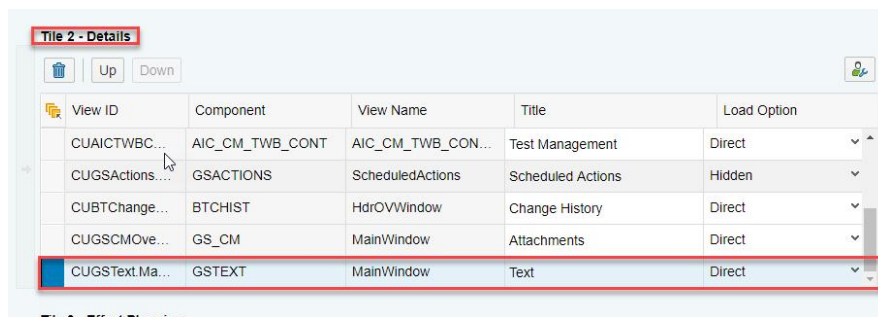 Tile 2 - Details
Up Down
View ID Component View Name Title Load Option
CUAICTWBC... AIC_CM_TWB_CONT AIC_CM_TWB_CON... Test Management Direct
CUGSActions.... GSACTIONS ScheduledActions Scheduled Actions Hidden
CUBTChange... BTCHIST HdrOVWindow Change History Direct
CUGSCMOve... GS_CM MainWindow Attachments Direct
CUGSText.Ma... GSTEXT MainWindow Text Direct